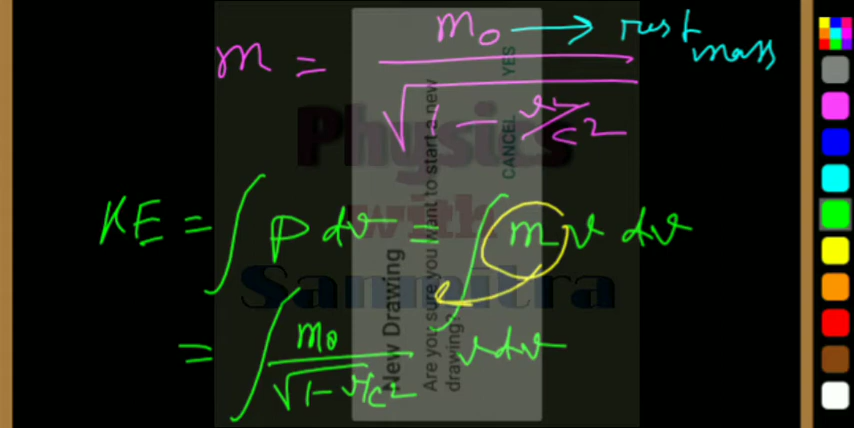 m = m₀ / √(1 - v²/c²) → rest mass
KE = ∫ p dv = ∫ m v dv
= ∫ m₀ / √(1 - v²/c²) v dv
Physics
with
Sanmitra
New Drawing
Are you sure you want to start a new
drawing?
CANCEL YES